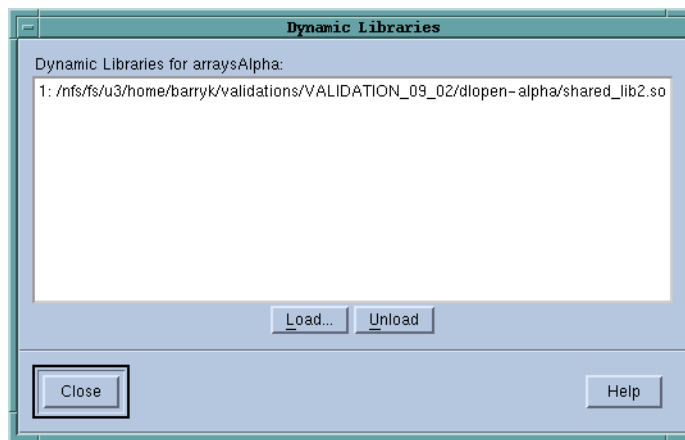 Dynamic Libraries
Dynamic Libraries for arraysAlpha:
1: /nfs/fs/u3/home/barryk/validations/VALIDATION_09_02/dlopen-alpha/shared_lib2.so
Load... Unload
Close Help